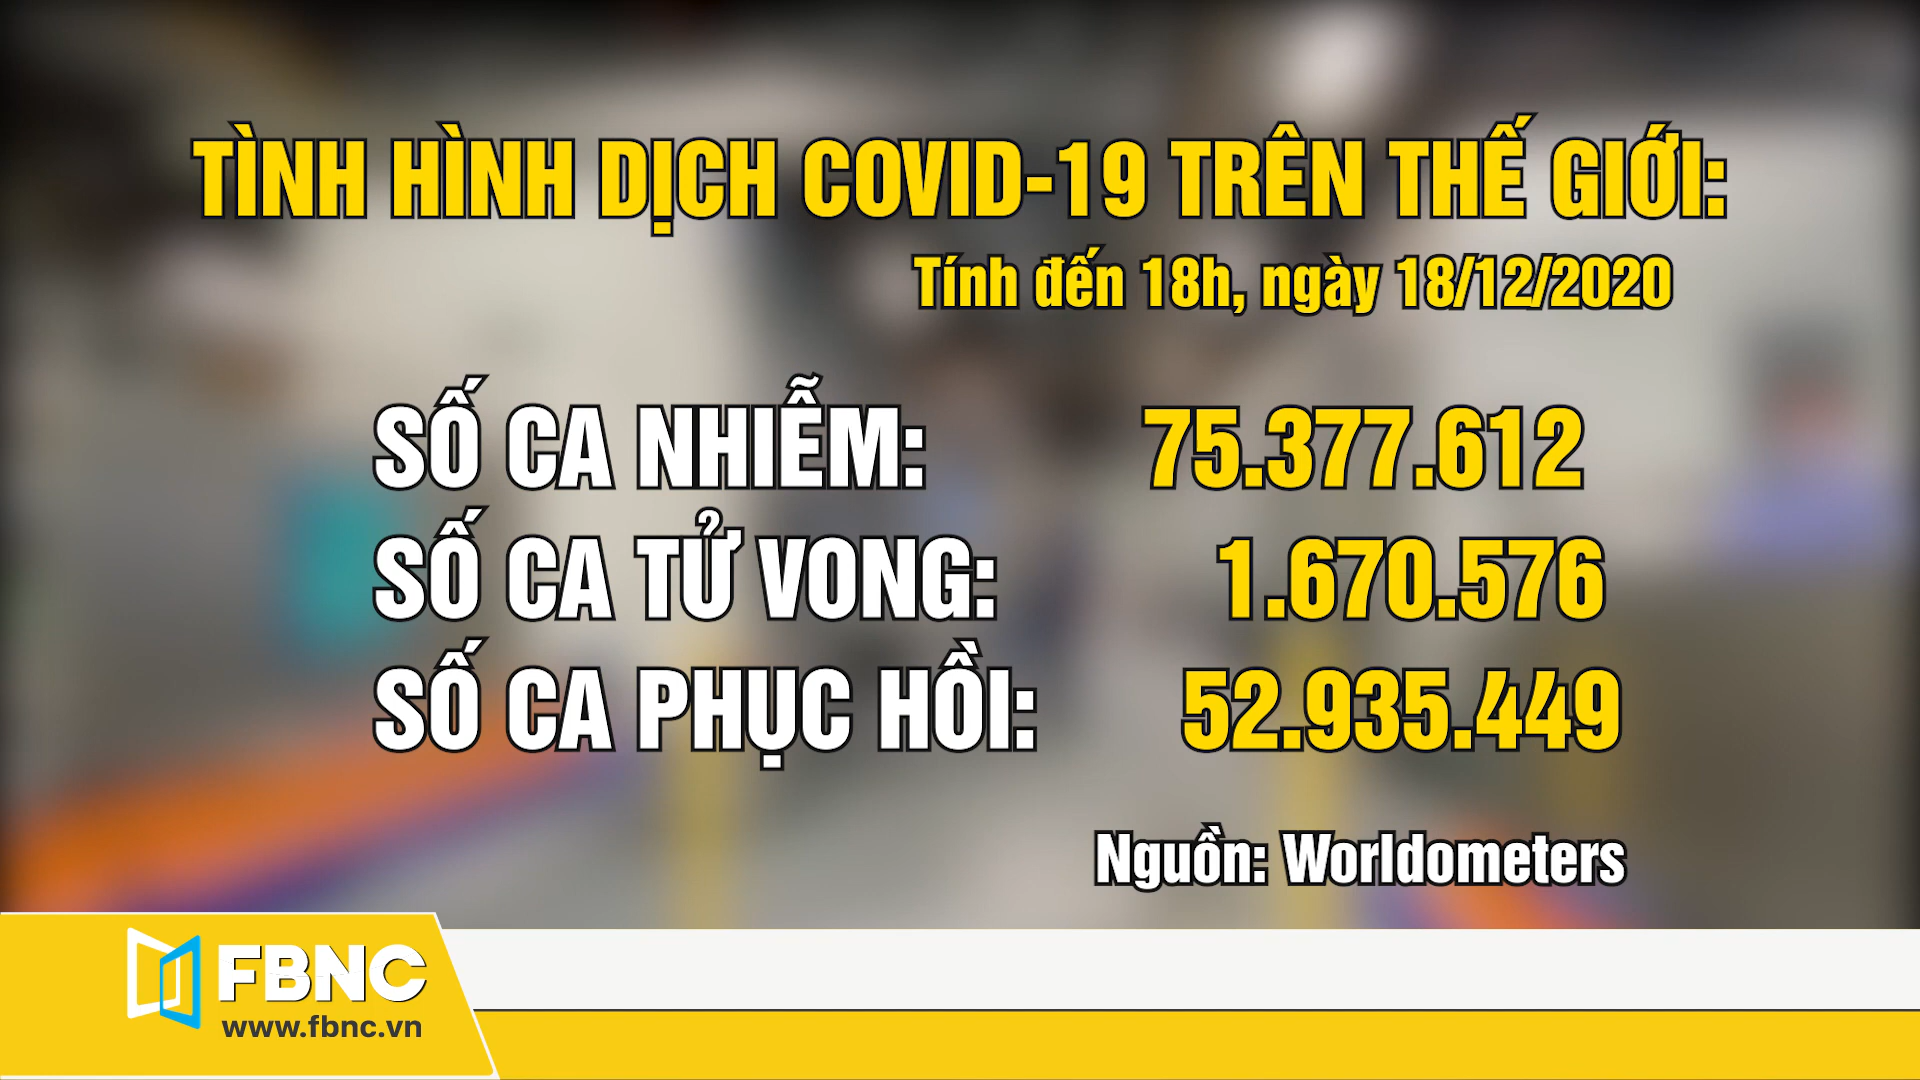 TÌNH HÌNH DỊCH COVID-19 TRÊN THẾ GIỚI:
Tính đến 18h, ngày 18/12/2020
SỐ CA NHIỄM: 75.377.612
SỐ CA TỬ VONG: 1.670.576
SỐ CA PHỤC HỒI: 52.935.449
Nguồn: Worldometers
FBNC
www.fbnc.vn